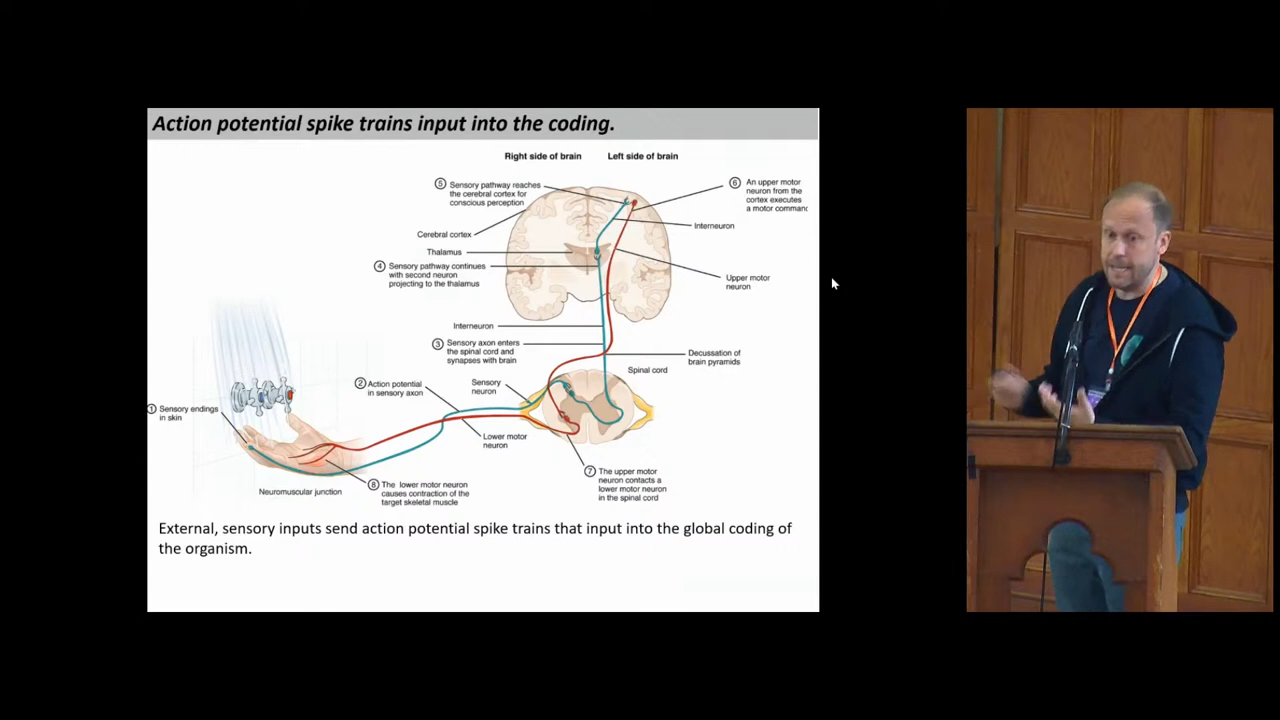 Action potential spike trains input into the coding.
Right side of brain
Left side of brain
⑤ Sensory pathway reaches
the cerebral cortex for
conscious perception
⑥ An upper motor
neuron from the
cortex executes
a motor comman
Interneuron
Cerebral cortex
Thalamus
④ Sensory pathway continues
with second neuron
projecting to the thalamus
Upper motor
neuron
Interneuron
③ Sensory axon enters
the spinal cord and
synapses with brain
Decussation of
brain pyramids
Spinal cord
② Action potential
in sensory axon
Sensory
neuron
① Sensory endings
in skin
Lower motor
neuron
⑦ The upper motor
neuron contacts a
lower motor neuron
in the spinal cord
Neuromuscular junction
⑧ The lower motor neuron
causes contraction of the
target skeletal muscle
External, sensory inputs send action potential spike trains that input into the global coding of
the organism.